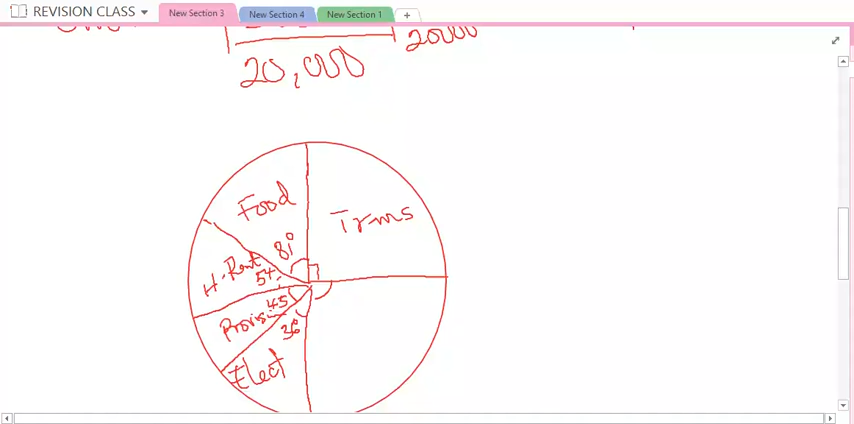 REVISION CLASS
New Section 3
New Section 4
New Section 1
20,000
20000
Food
Trms
81°
H-Rent
54
45
Provis
36
Elect